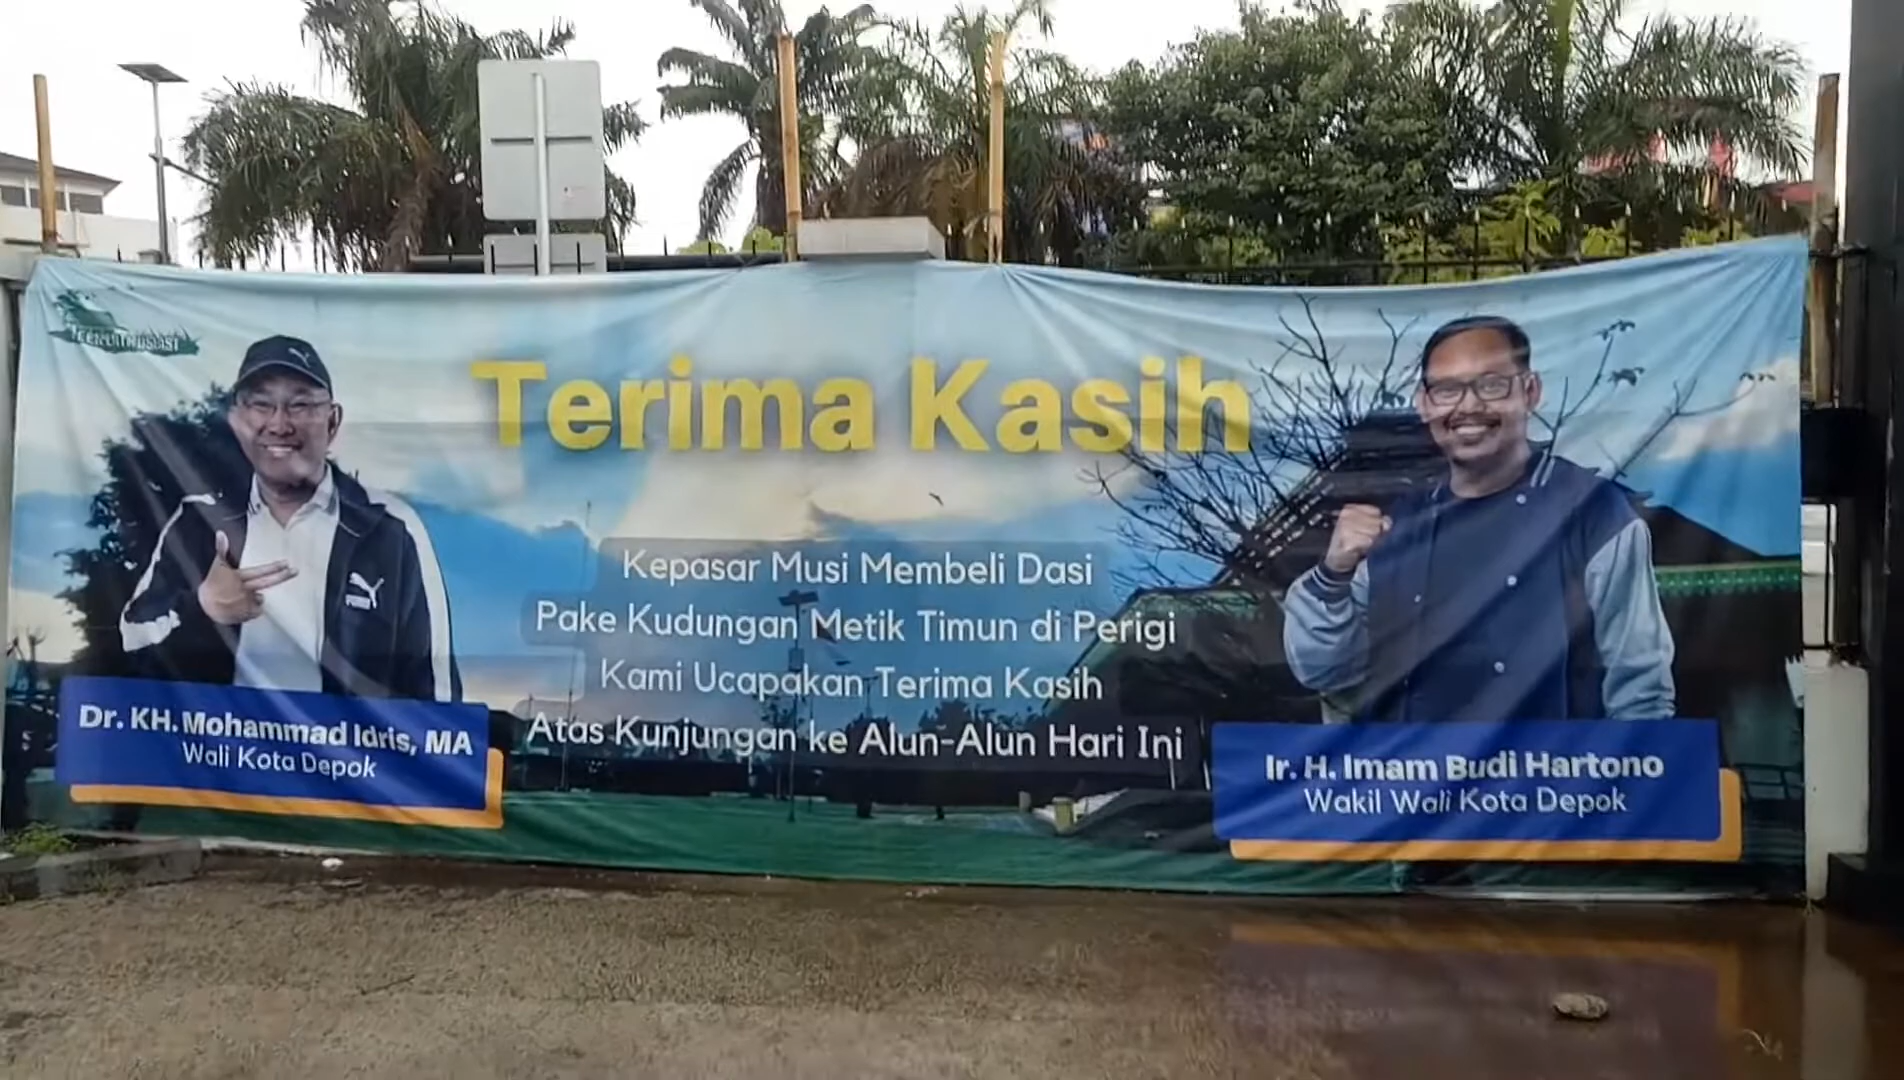 Terima Kasih
Kepasar Musi Membeli Dasi
Pake Kudungan Metik Timun di Perigi
Kami Ucapakan Terima Kasih
Atas Kunjungan ke Alun-Alun Hari Ini
Dr. KH. Mohammad Idris, MA
Wali Kota Depok
Ir. H. Imam Budi Hartono
Wakil Wali Kota Depok
PUMA